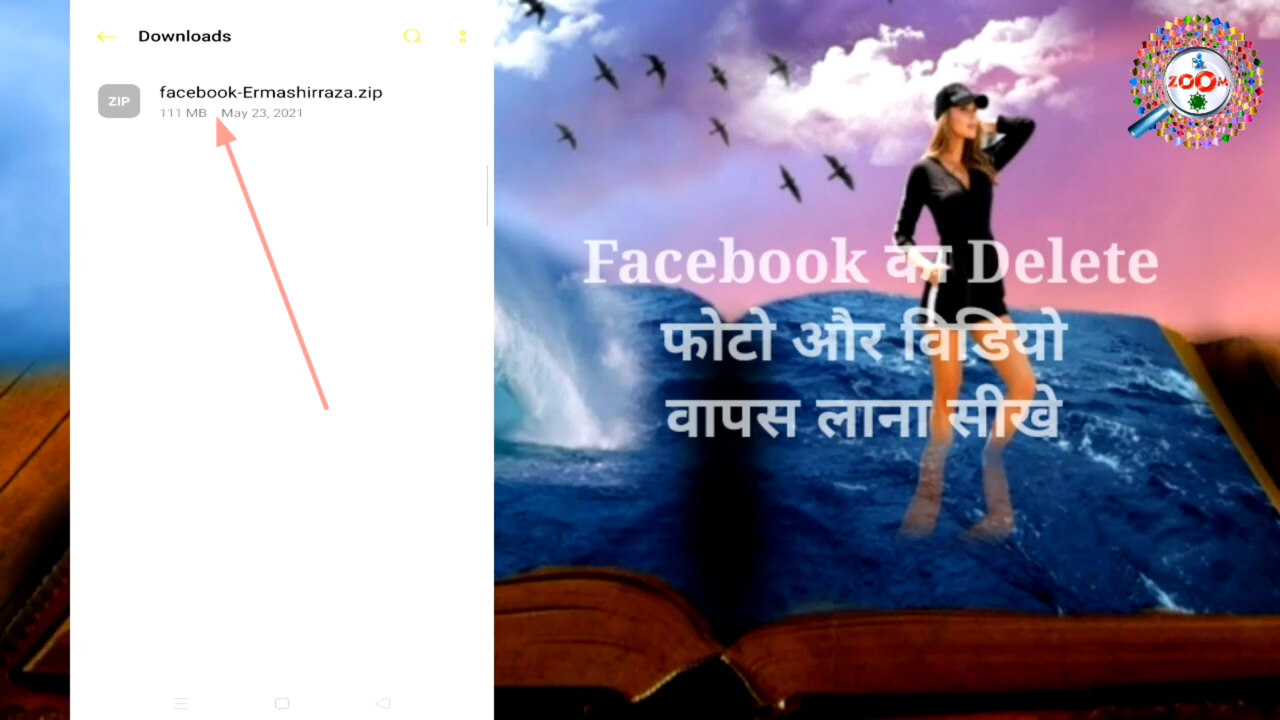 Downloads
ZIP
facebook-Ermashirraza.zip
111 MB May 23, 2021
ZOOM
Facebook का Delete
फोटो और विडियो
वापस लाना सीखे